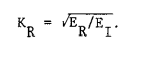 K_R = √E_R/E_I.